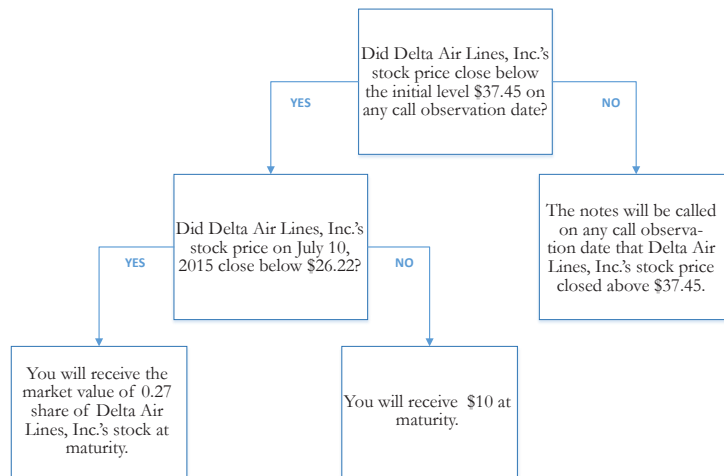 Did Delta Air Lines, Inc.'s
stock price close below
the initial level $37.45 on
any call observation date?
YES
NO
Did Delta Air Lines, Inc.'s
stock price on July 10,
2015 close below $26.22?
The notes will be called
on any call observa-
tion date that Delta Air
Lines, Inc.'s stock price
closed above $37.45.
YES
NO
You will receive the
market value of 0.27
share of Delta Air
Lines, Inc.'s stock at
maturity.
You will receive $10 at
maturity.